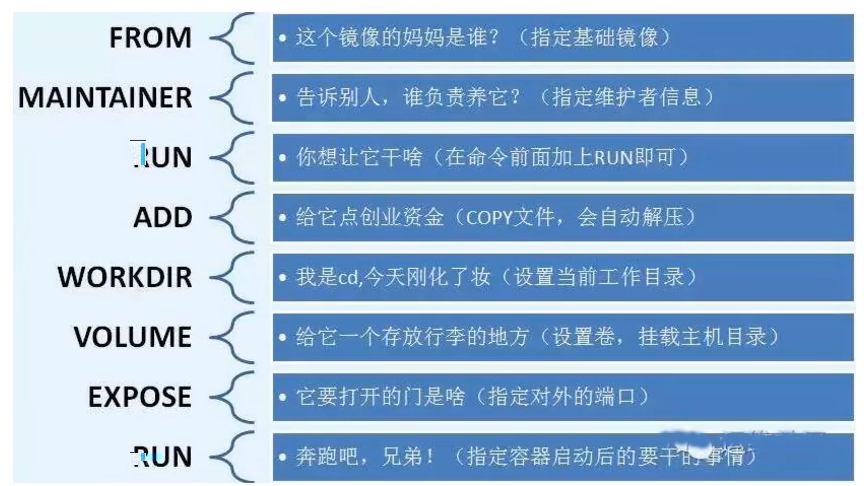 FROM
• 这个镜像的妈妈是谁？（指定基础镜像）
MAINTAINER
• 告诉别人，谁负责养它？（指定维护者信息）
RUN
• 你想让它干啥（在命令前面加上RUN即可）
ADD
• 给它点创业资金（COPY文件，会自动解压）
WORKDIR
• 我是cd,今天刚化了妆（设置当前工作目录）
VOLUME
• 给它一个存放行李的地方（设置卷，挂载主机目录）
EXPOSE
• 它要打开的门是啥（指定对外的端口）
RUN
• 奔跑吧，兄弟！（指定容器启动后的要干的事情）